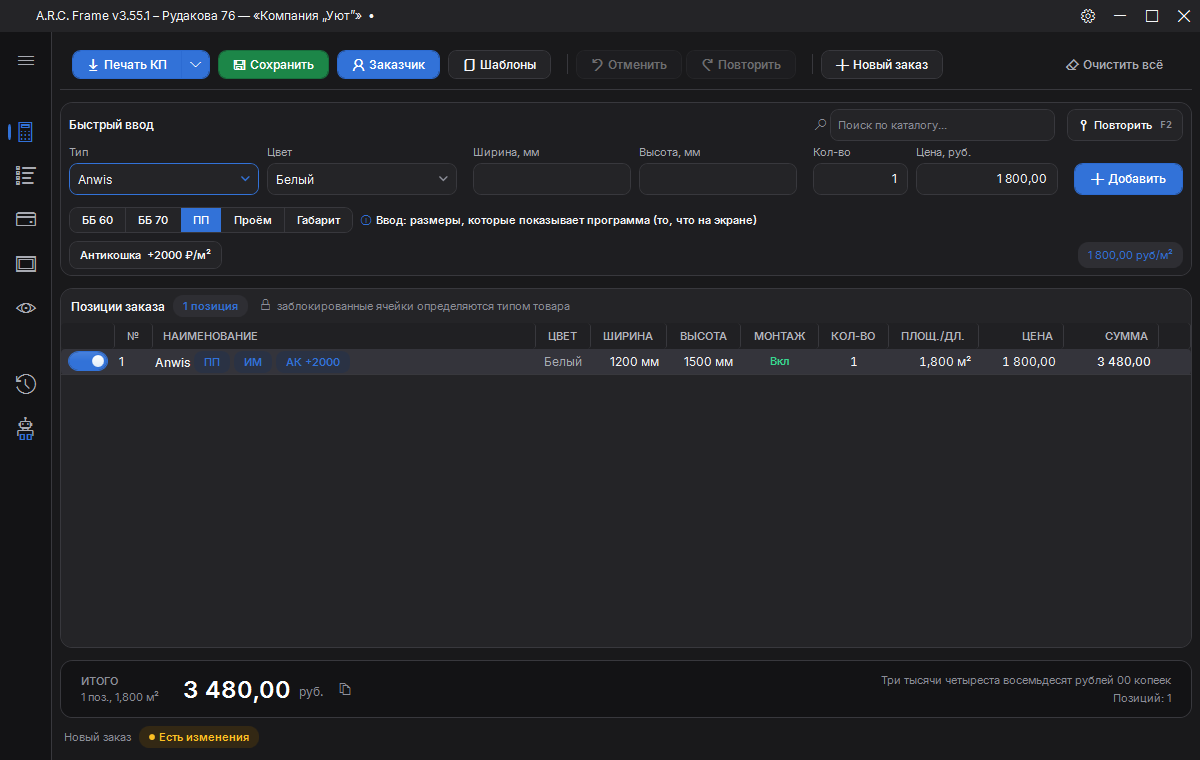 A.R.C. Frame v3.55.1 – Рудакова 76 — «Компания „Уют"» •
Печать КП
Сохранить
Заказчик
Шаблоны
Отменить
Повторить
Новый заказ
Очистить всё
Быстрый ввод
Поиск по каталогу...
Повторить F2
Тип
Цвет
Ширина, мм
Высота, мм
Кол-во
Цена, руб.
Anwis
Белый
1
1 800,00
Добавить
ББ 60
ББ 70
ПП
Проём
Габарит
Ввод: размеры, которые показывает программа (то, что на экране)
Антикошка +2000 ₽/м²
1 800,00 руб/м²
Позиции заказа
1 позиция
заблокированные ячейки определяются типом товара
№ НАИМЕНОВАНИЕ ЦВЕТ ШИРИНА ВЫСОТА МОНТАЖ КОЛ-ВО ПЛОЩ./ДЛ. ЦЕНА СУММА
1 Anwis ПП ИМ АК +2000 Белый 1200 мм 1500 мм Вкл 1 1,800 м² 1 800,00 3 480,00
ИТОГО
1 поз., 1,800 м²
3 480,00 руб.
Три тысячи четыреста восемьдесят рублей 00 копеек
Позиций: 1
Новый заказ
Есть изменения